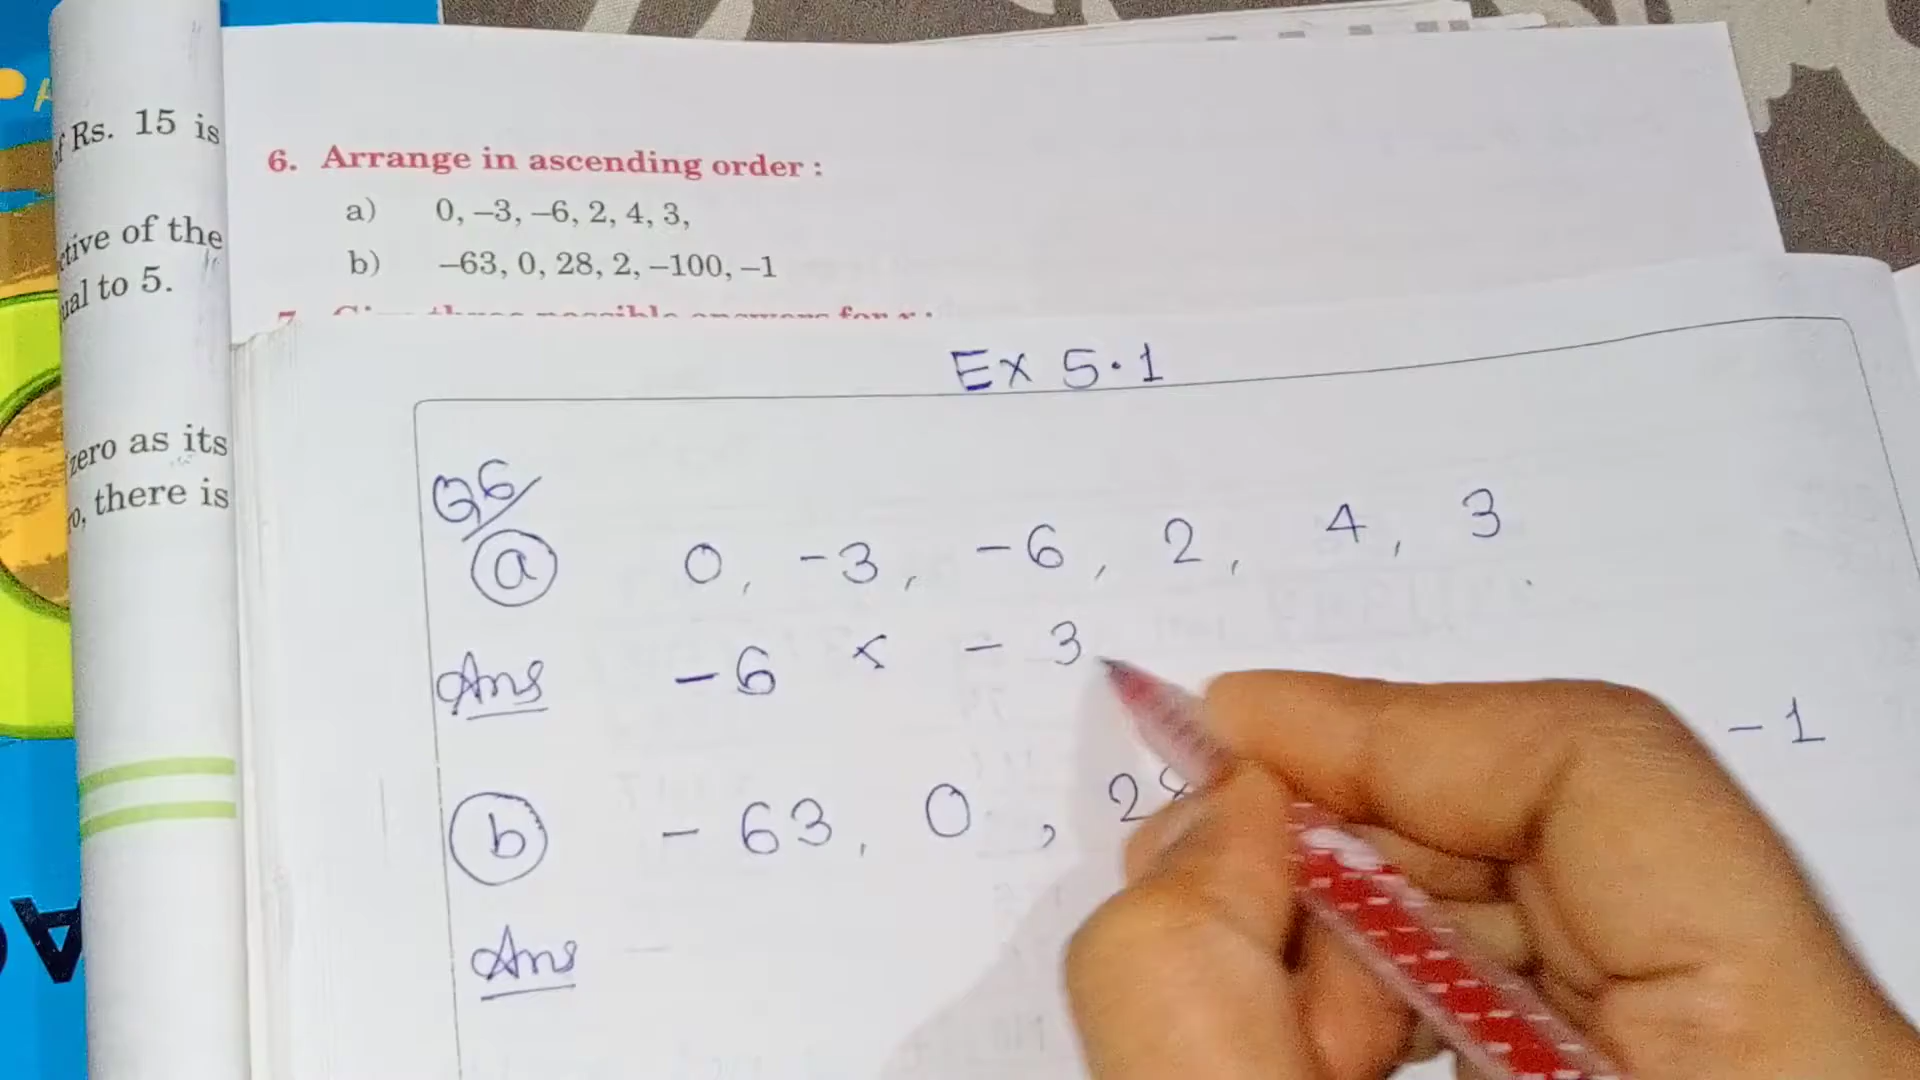 Rs. 15 is
of the
to 5.
zero as its
there is
6. Arrange in ascending order :
a) 0, –3, –6, 2, 4, 3,
b) –63, 0, 28, 2, –100, –1
Ex 5.1
Q6
a 0, -3, -6, 2, 4, 3
Ans -6 < -3
b -63, 0, 28 -1
Ans